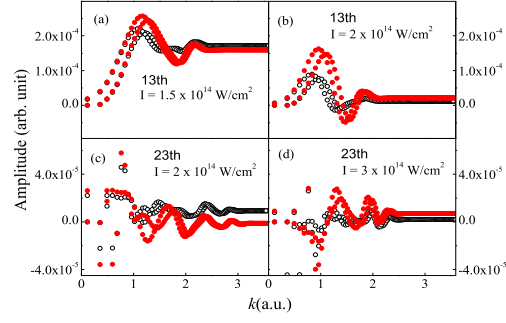 (a)
13th
I = 1.5 x 10^14 W/cm^2
(b)
13th
I = 2 x 10^14 W/cm^2
(c)
23th
I = 2 x 10^14 W/cm^2
(d)
23th
I = 3 x 10^14 W/cm^2
Amplitude (arb. unit)
2.0x10^-4
1.0x10^-4
0.0
4.0x10^-5
0.0
-4.0x10^-5
2.0x10^-4
1.0x10^-4
0.0
4.0x10^-5
0.0
-4.0x10^-5
0 1 2 3 0 1 2 3
k(a.u.)